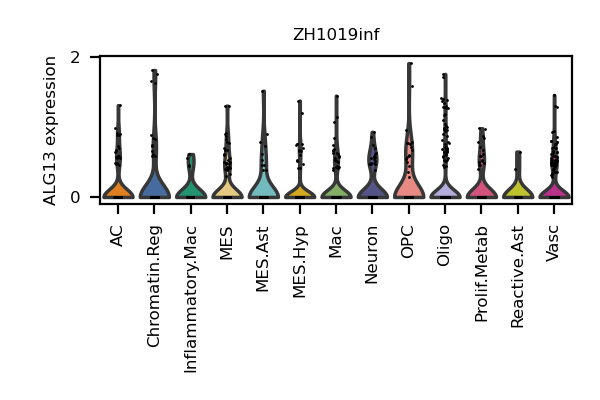 ZH1019inf
ALG13 expression
2
0
AC
Chromatin.Reg
Inflammatory.Mac
MES
MES.Ast
MES.Hyp
Mac
Neuron
OPC
Oligo
Prolif.Metab
Reactive.Ast
Vasc